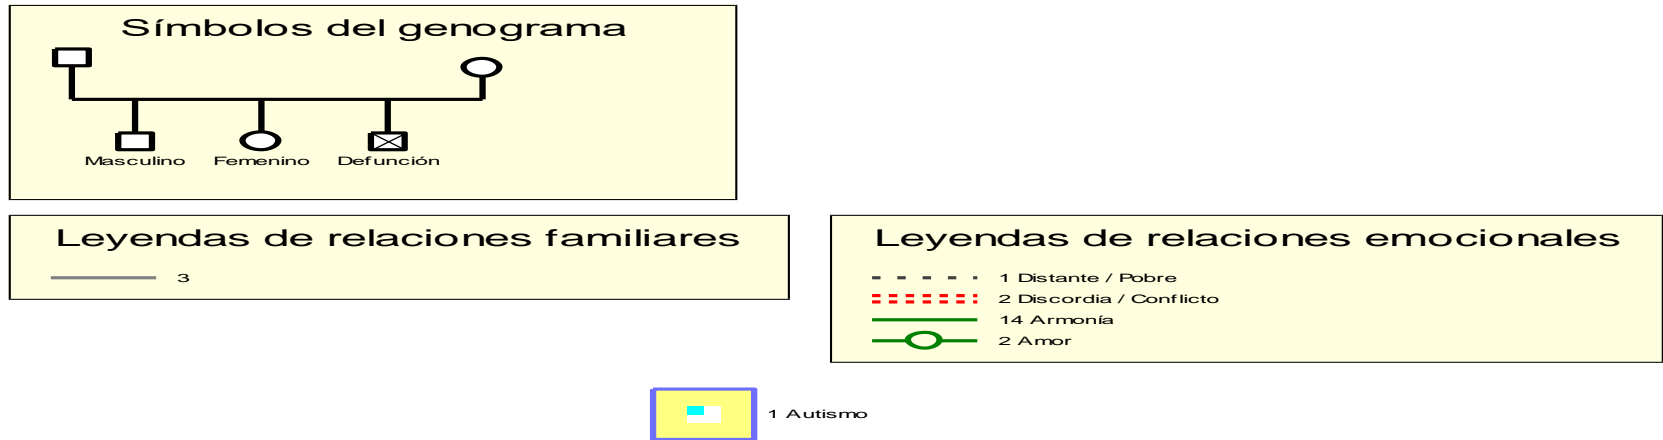 Símbolos del genograma
Masculino
Femenino
Defunción
Leyendas de relaciones familiares
3
Leyendas de relaciones emocionales
1 Distante / Pobre
2 Discordia / Conflicto
14 Armonía
2 Amor
1 Autismo